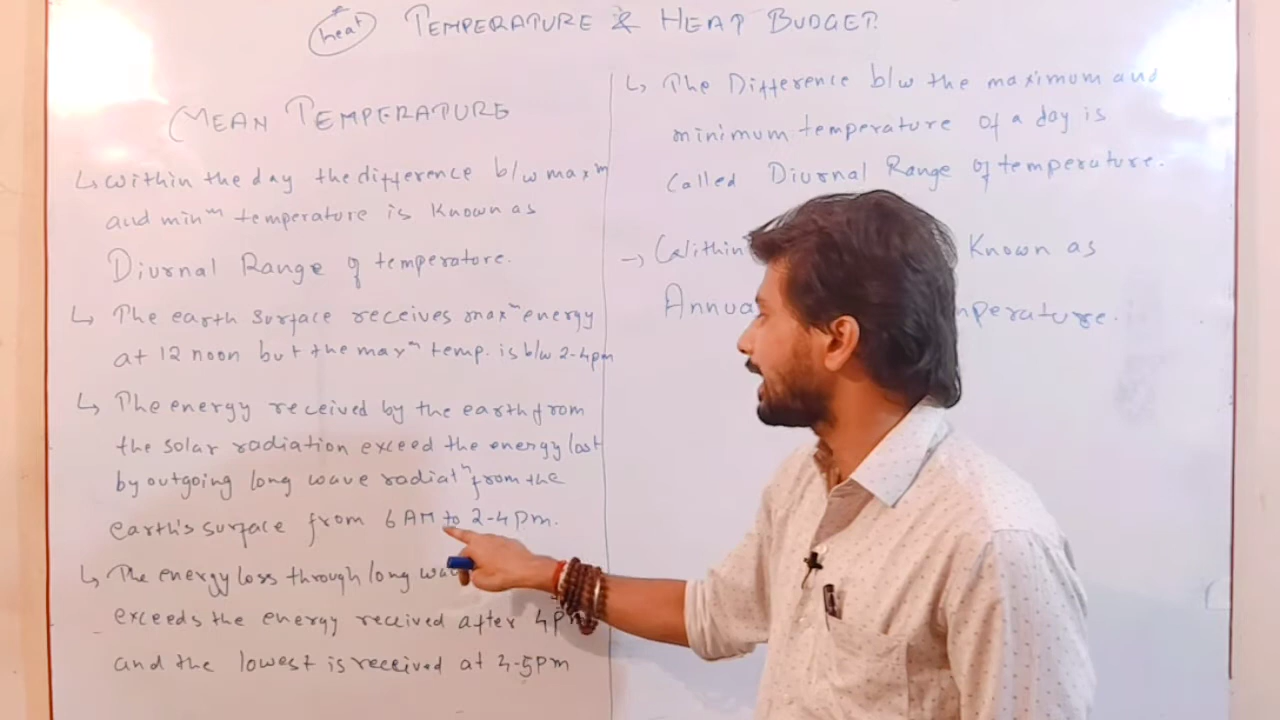 heat
TEMPERATURE & HEAT BUDGET.
MEAN TEMPERATURE
↳ within the day the difference b/w maxᵐ
and minᵐ temperature is Known as
Diurnal Range of temperature.
↳ The earth surface receives maxᵐ energy
at 12 noon but the maxᵐ temp. is b/w 2-4pm
↳ The energy received by the earth from
the solar radiation exceed the energy lost
by outgoing long wave radiatⁿ from the
earth's surface from 6 AM to 2-4 pm.
↳ The energy loss through long wav
exceeds the energy received after 4p
and the lowest is received at 4-5pm
↳ The Difference b/w the maximum and
minimum temperature of a day is
called Diurnal Range of temperature.
→ Within Known as
Annua mperature.